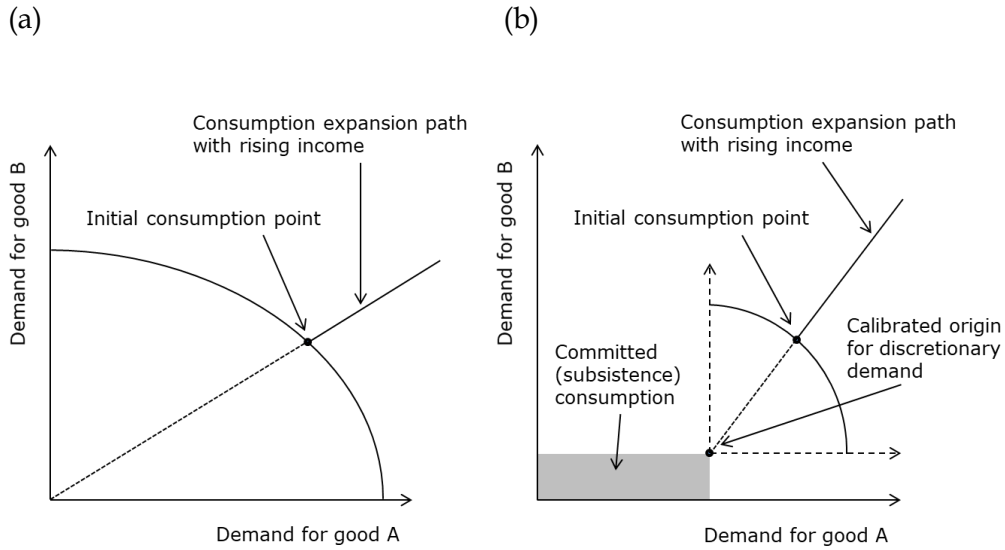 (a)
Consumption expansion path
with rising income
Initial consumption point
Demand for good B
Demand for good A
(b)
Consumption expansion path
with rising income
Initial consumption point
Calibrated origin
for discretionary
demand
Committed
(subsistence)
consumption
Demand for good B
Demand for good A